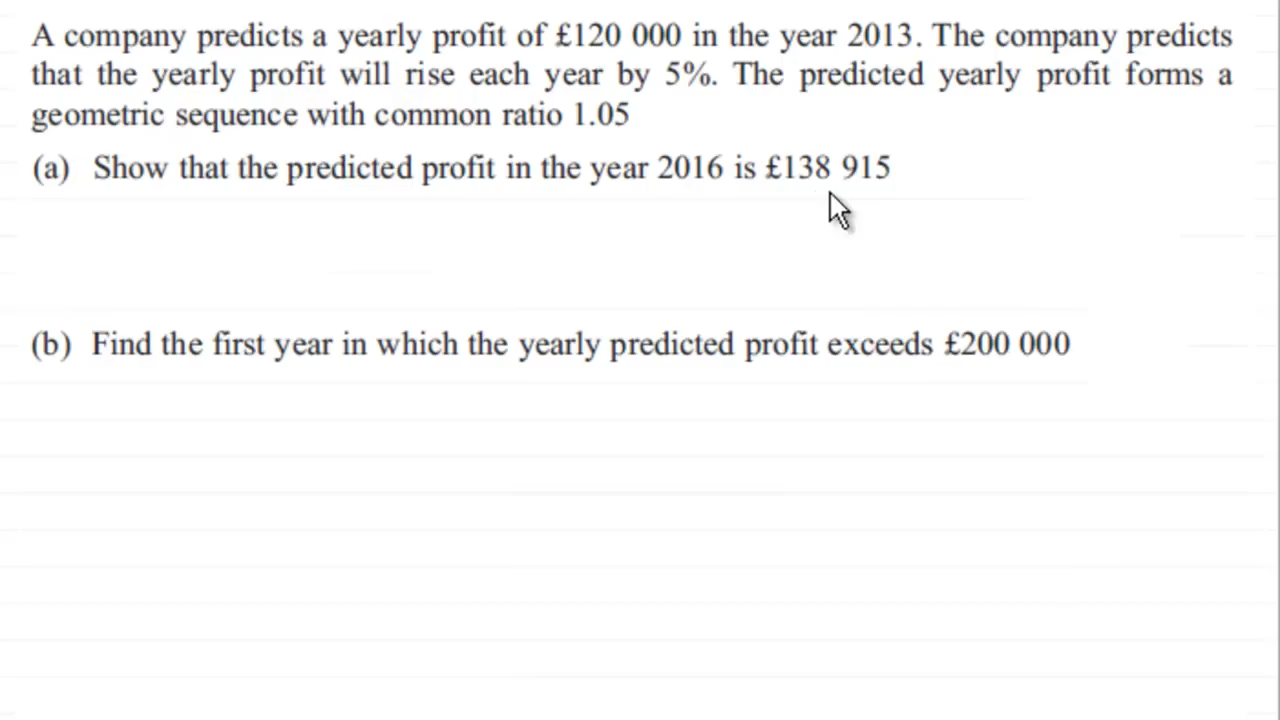 A company predicts a yearly profit of £120 000 in the year 2013. The company predicts
that the yearly profit will rise each year by 5%. The predicted yearly profit forms a
geometric sequence with common ratio 1.05
(a) Show that the predicted profit in the year 2016 is £138 915
(b) Find the first year in which the yearly predicted profit exceeds £200 000